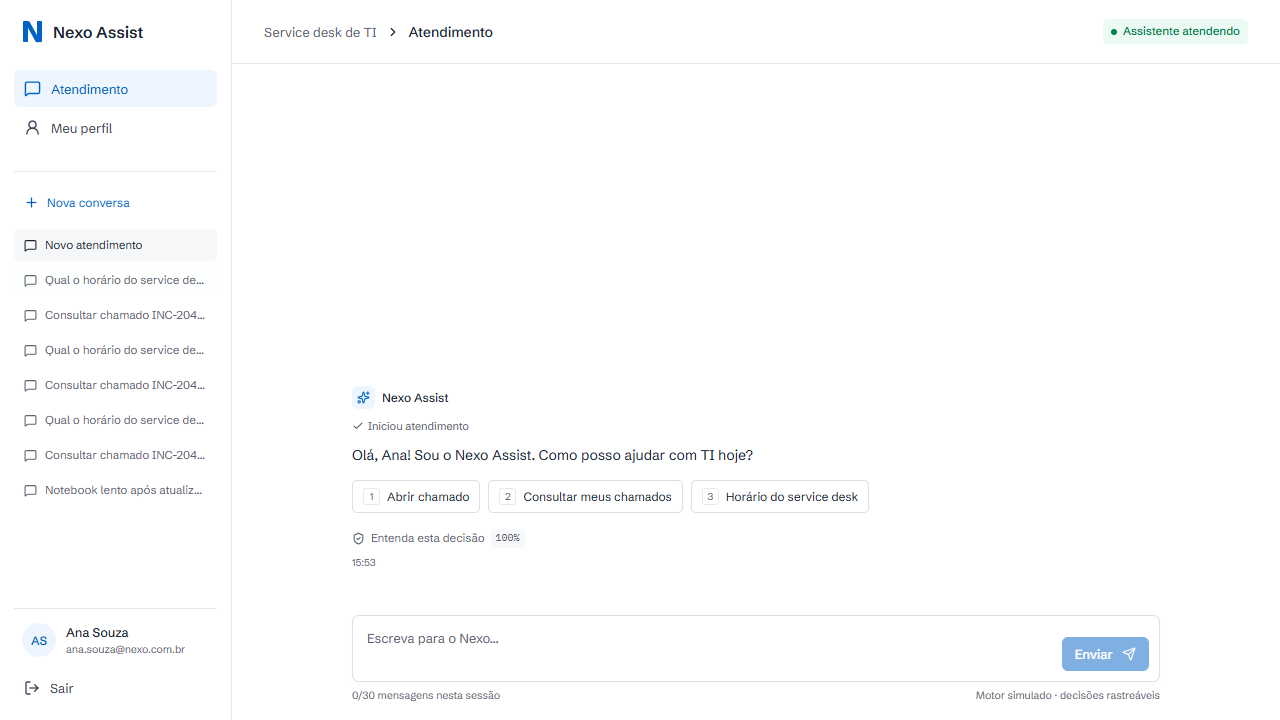 Nexo Assist
Atendimento
Meu perfil
Nova conversa
Novo atendimento
Qual o horário do service de...
Consultar chamado INC-204...
Qual o horário do service de...
Consultar chamado INC-204...
Qual o horário do service de...
Consultar chamado INC-204...
Notebook lento após atualiz...
AS
Ana Souza
ana.souza@nexo.com.br
Sair
Service desk de TI > Atendimento
Assistente atendendo
Nexo Assist
Iniciou atendimento
Olá, Ana! Sou o Nexo Assist. Como posso ajudar com TI hoje?
1 Abrir chamado 2 Consultar meus chamados 3 Horário do service desk
Entenda esta decisão 100%
15:53
Escreva para o Nexo...
Enviar
0/30 mensagens nesta sessão
Motor simulado · decisões rastreáveis